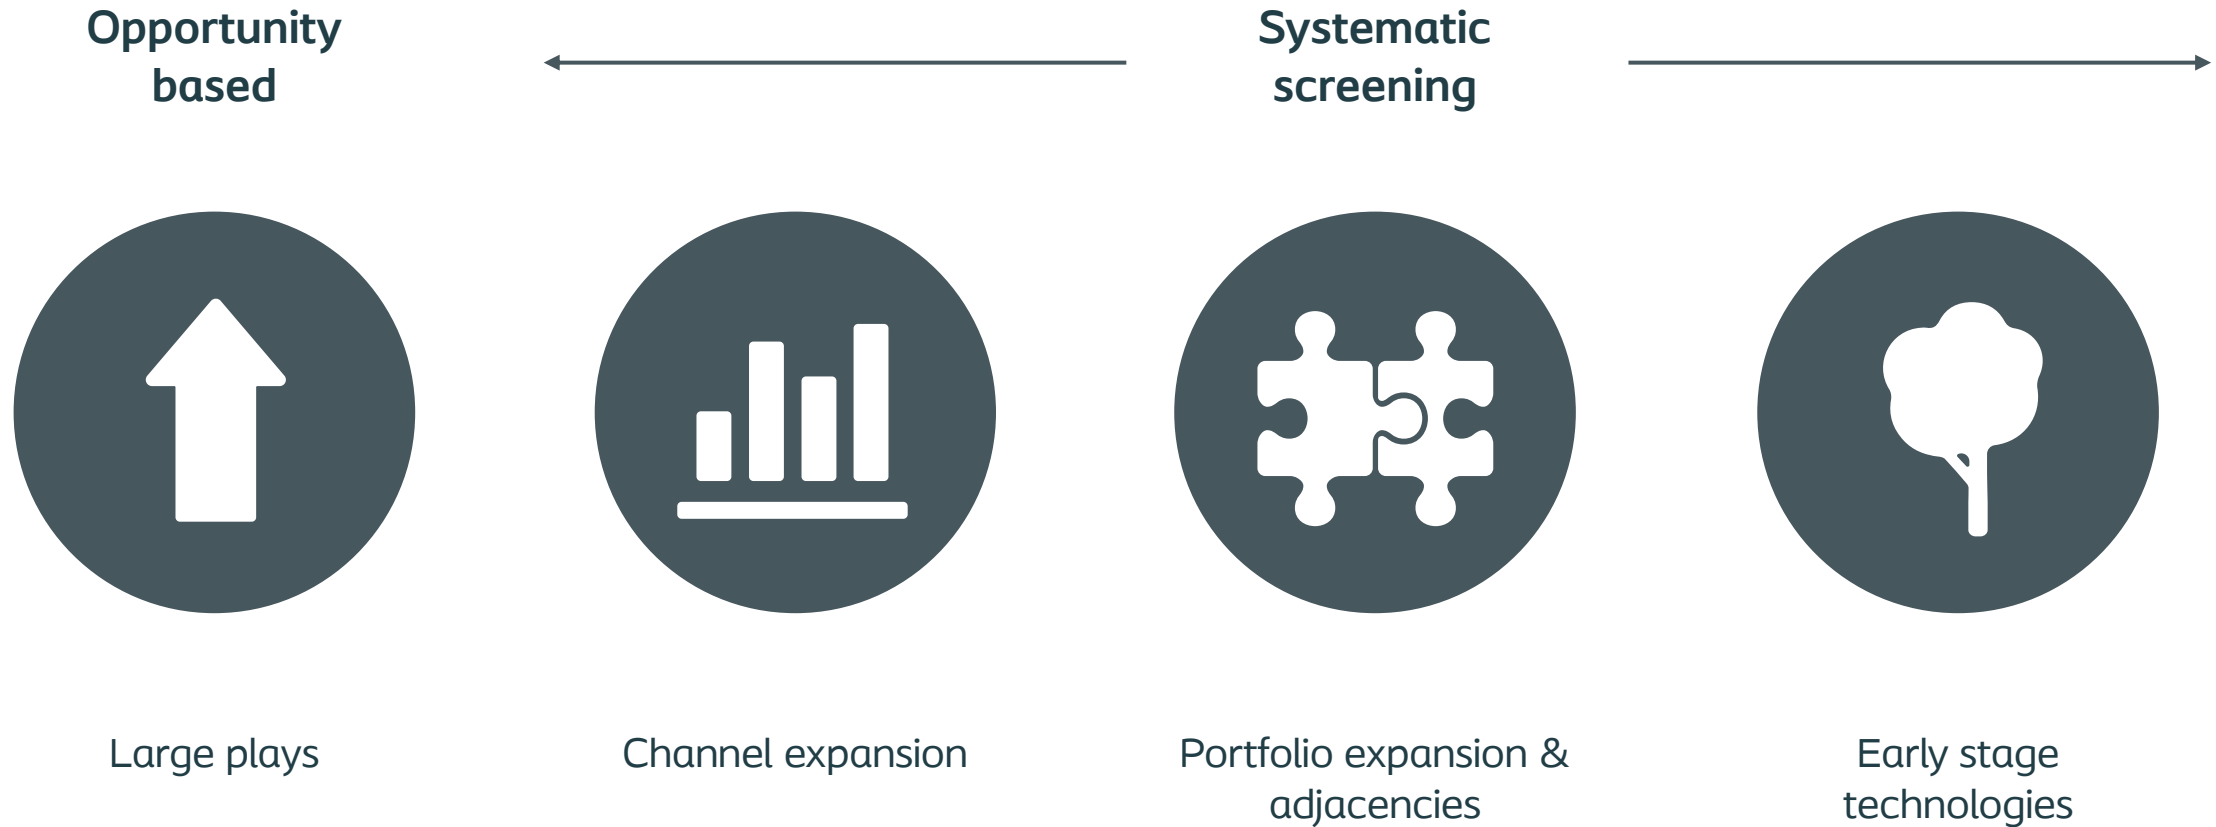 Opportunity
based
Systematic
screening
Large plays
Channel expansion
Portfolio expansion &
adjacencies
Early stage
technologies